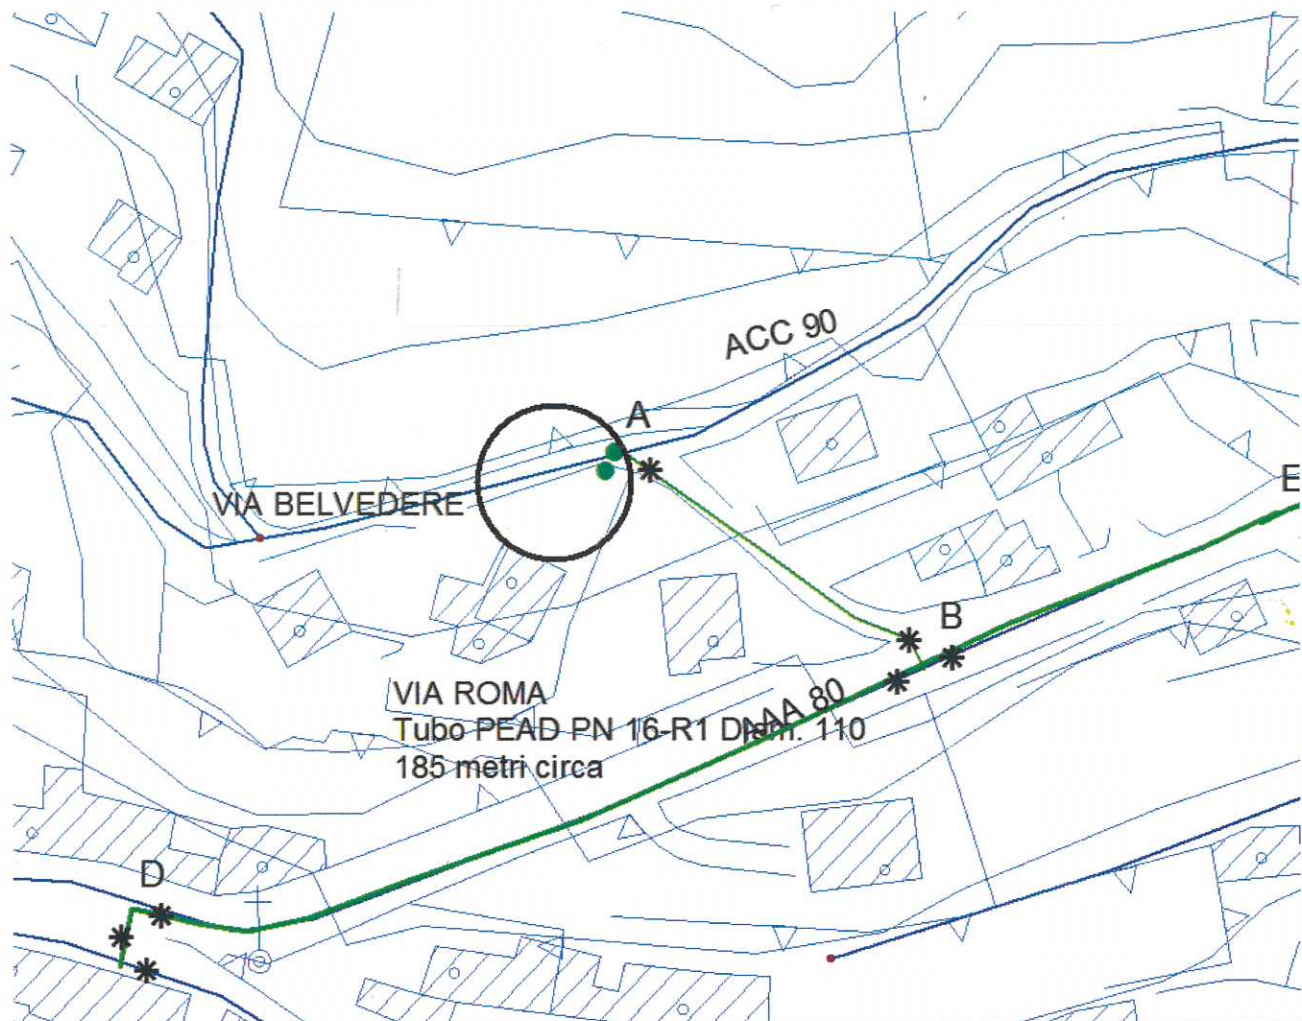 ACC 90
A
VIA BELVEDERE
E
B
VIA ROMA
Tubo PEAD PN 16-R1 Diam. 110
185 metri circa
AA 80
D